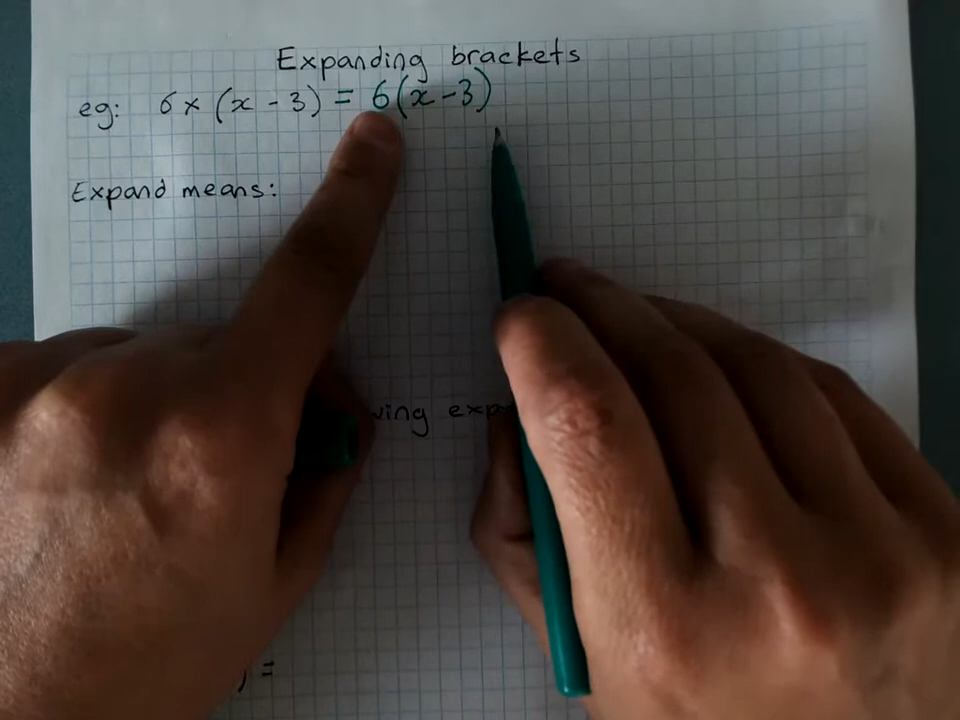 Expanding brackets
eg: 6 × (x - 3) = 6(x - 3)
Expand means:
) =